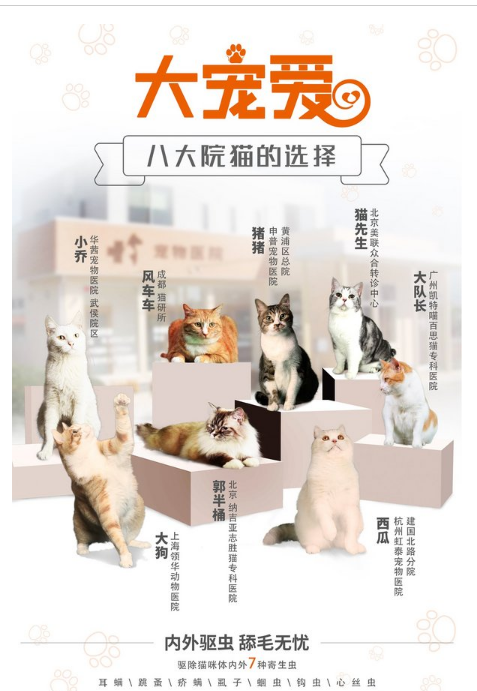 大宠爱
八大院猫的选择
宠物医院
小乔
华茜宠物医院 武侯院区
风车车
成都 猫研所
猪猪
黄浦区总院
申普宠物医院
猫先生
北京美联众合转诊中心
大队长
广州凯特喵百思猫专科医院
大狗
上海领华动物医院
郭半桶
北京 纳吉亚志胜猫专科医院
西瓜
建国北路分院
杭州虹泰宠物医院
内外驱虫 舔毛无忧
驱除猫咪体内外7种寄生虫
耳螨\跳蚤\疥螨\虱子\蛔虫\钩虫\心丝虫